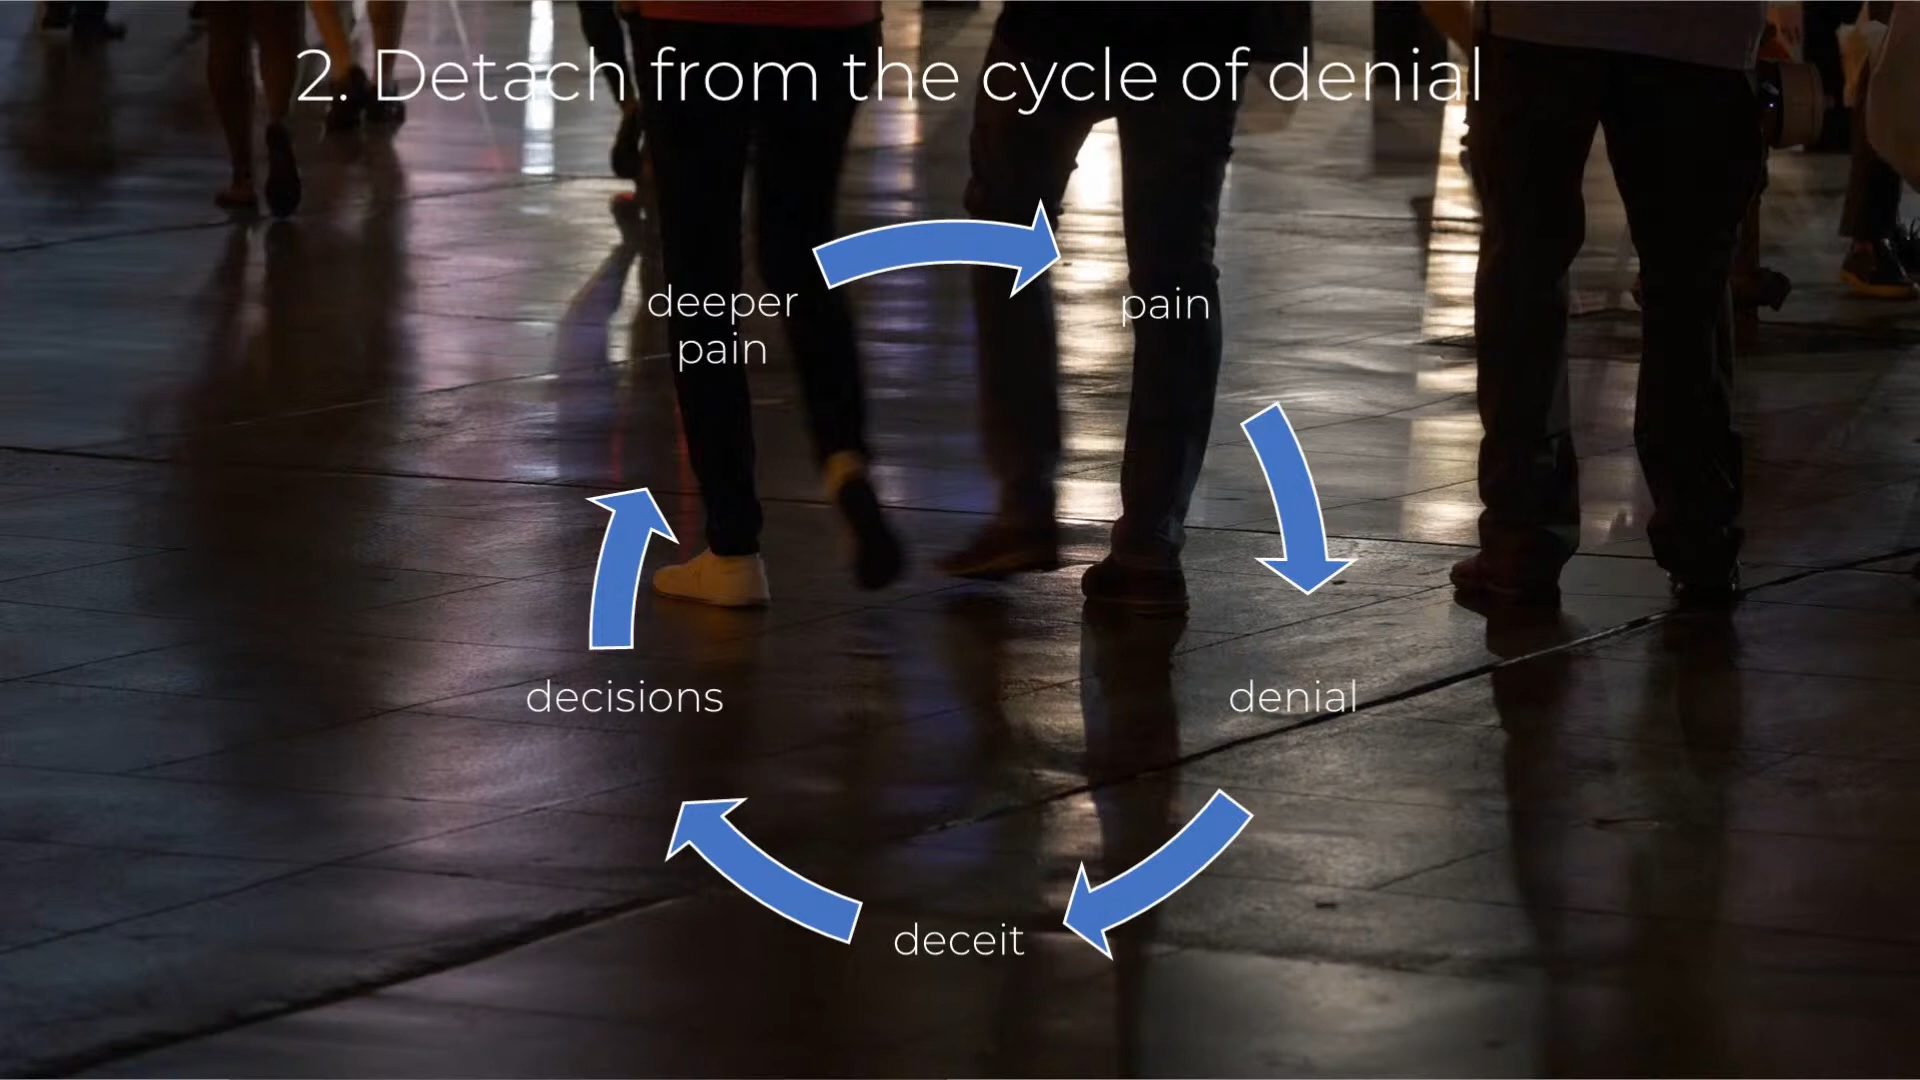 2. Detach from the cycle of denial
deeper
pain
pain
denial
deceit
decisions